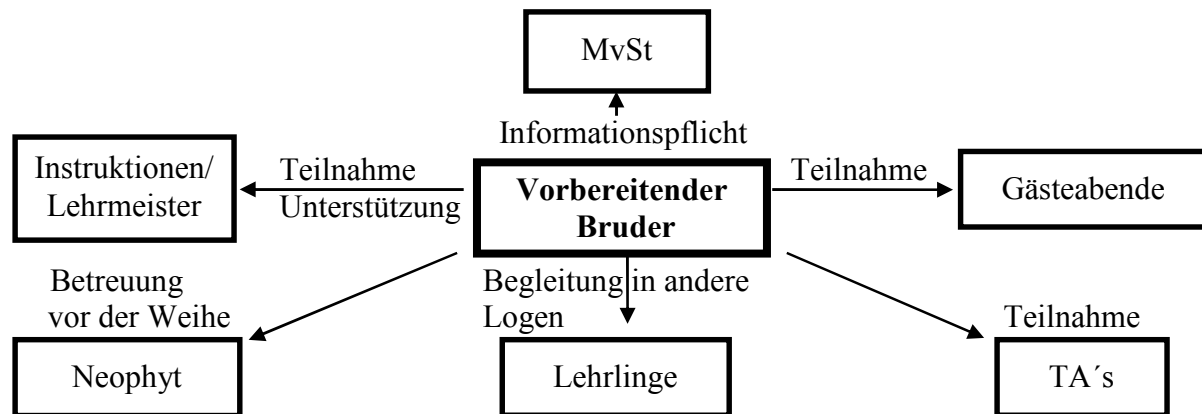 MvSt
Informationspflicht
Instruktionen/
Lehrmeister
Teilnahme
Unterstützung
Vorbereitender
Bruder
Teilnahme
Gästeabende
Betreuung
vor der Weihe
Begleitung in andere
Logen
Teilnahme
Neophyt
Lehrlinge
TA´s